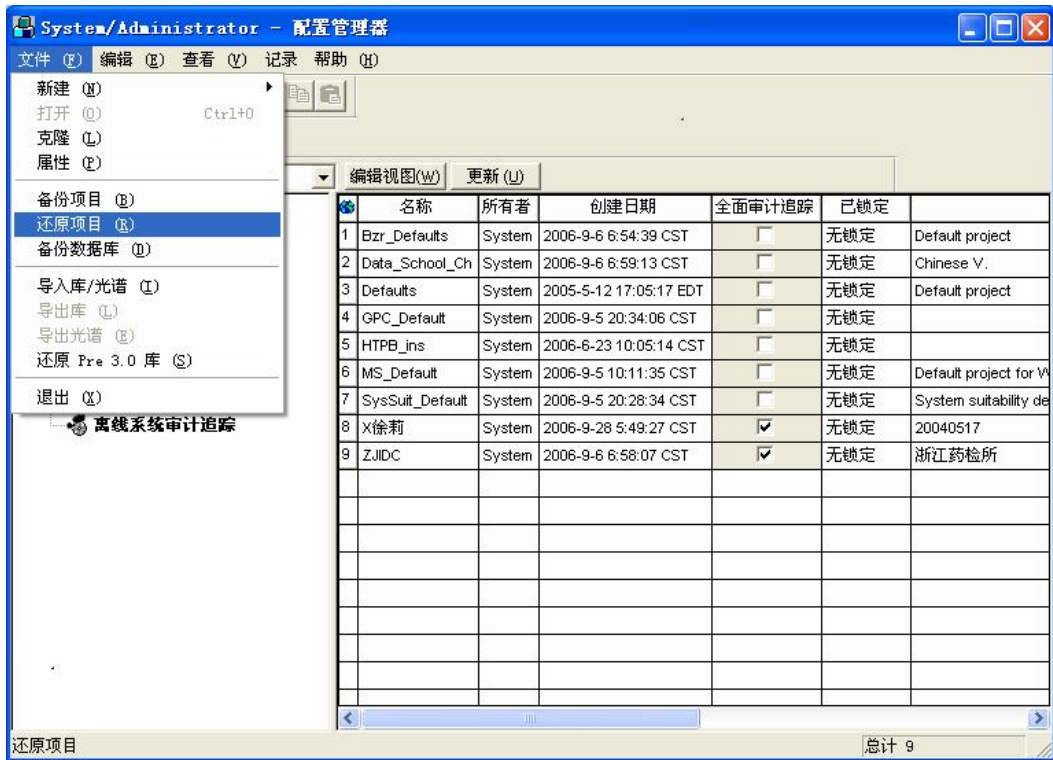 System/Administrator - 配置管理器
文件 (F) 编辑 (E) 查看 (V) 记录 帮助 (H)
新建 (N)
打开 (O) Ctrl+O
克隆 (L)
属性 (P)
备份项目 (B)
还原项目 (R)
备份数据库 (D)
导入库/光谱 (I)
导出库 (L)
导出光谱 (E)
还原 Pre 3.0 库 (S)
退出 (X)
离线系统审计追踪
编辑视图(W) 更新(U)
名称 所有者 创建日期 全面审计追踪 已锁定
1 Bzr_Defaults System 2006-9-6 6:54:39 CST 无锁定 Default project
2 Data_School_Ch System 2006-9-6 6:59:13 CST 无锁定 Chinese V.
3 Defaults System 2005-5-12 17:05:17 EDT 无锁定 Default project
4 GPC_Default System 2006-9-5 20:34:06 CST 无锁定
5 HTPB_ins System 2006-6-23 10:05:14 CST 无锁定
6 MS_Default System 2006-9-5 10:11:35 CST 无锁定 Default project for W
7 SysSuit_Default System 2006-9-5 20:28:34 CST 无锁定 System suitability de
8 X徐莉 System 2006-9-28 5:49:27 CST 无锁定 20040517
9 ZJIDC System 2006-9-6 6:58:07 CST 无锁定 浙江药检所
还原项目 总计 9